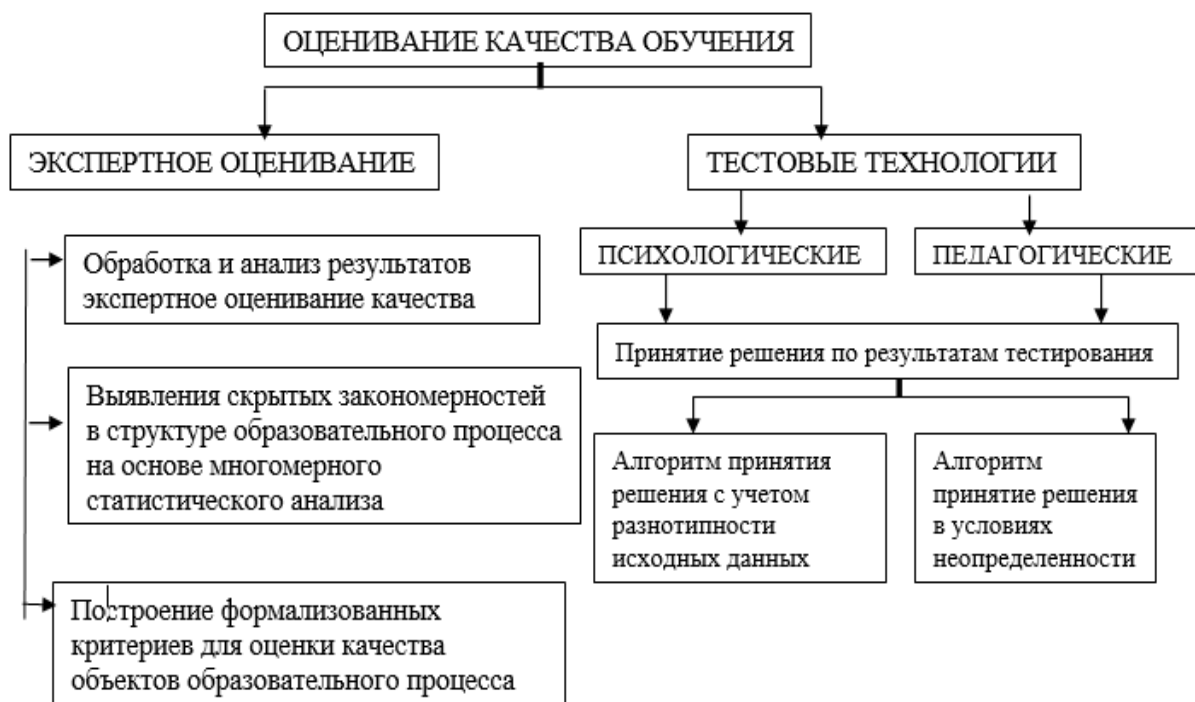 ОЦЕНИВАНИЕ КАЧЕСТВА ОБУЧЕНИЯ
ЭКСПЕРТНОЕ ОЦЕНИВАНИЕ
ТЕСТОВЫЕ ТЕХНОЛОГИИ
Обработка и анализ результатов
экспертное оценивание качества
Выявления скрытых закономерностей
в структуре образовательного процесса
на основе многомерного
статистического анализа
Построение формализованных
критериев для оценки качества
объектов образовательного процесса
ПСИХОЛОГИЧЕСКИЕ
ПЕДАГОГИЧЕСКИЕ
Принятие решения по результатам тестирования
Алгоритм принятия
решения с учетом
разнотипности
исходных данных
Алгоритм
принятие решения
в условиях
неопределенности